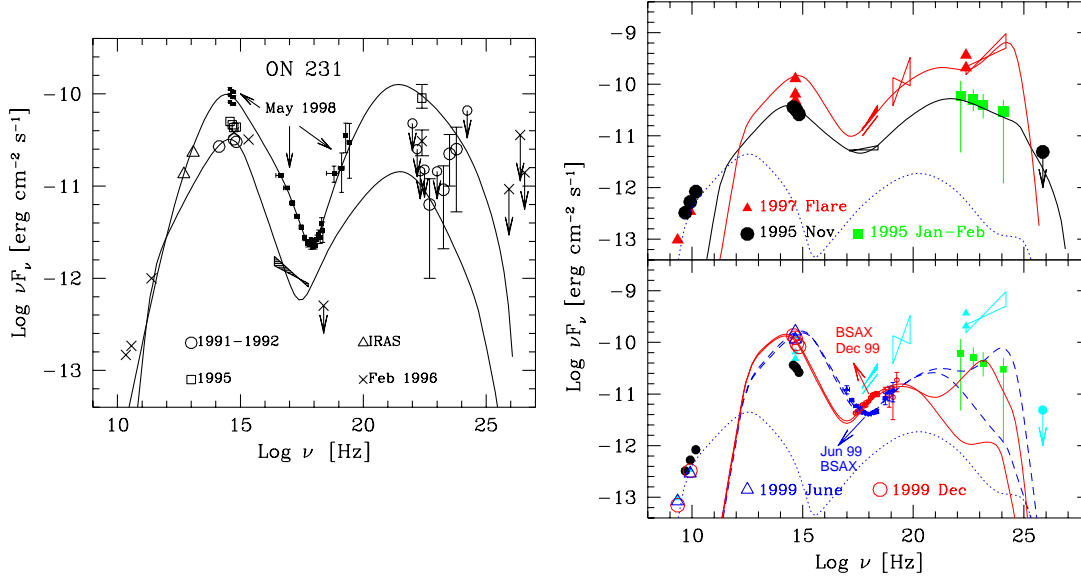 ON 231
May 1998
1991−1992
IRAS
1995
Feb 1996
−10
−11
−12
−13
10
15
20
25
Log ν [Hz]
Log νFν [erg cm−2 s−1]
−9
−10
−11
−12
−13
1997 Flare
1995 Nov
1995 Jan−Feb
−9
−10
−11
−12
−13
BSAX
Dec 99
Jun 99
BSAX
1999 June
1999 Dec
10
15
20
25
Log ν [Hz]
Log νFν [erg cm−2 s−1]